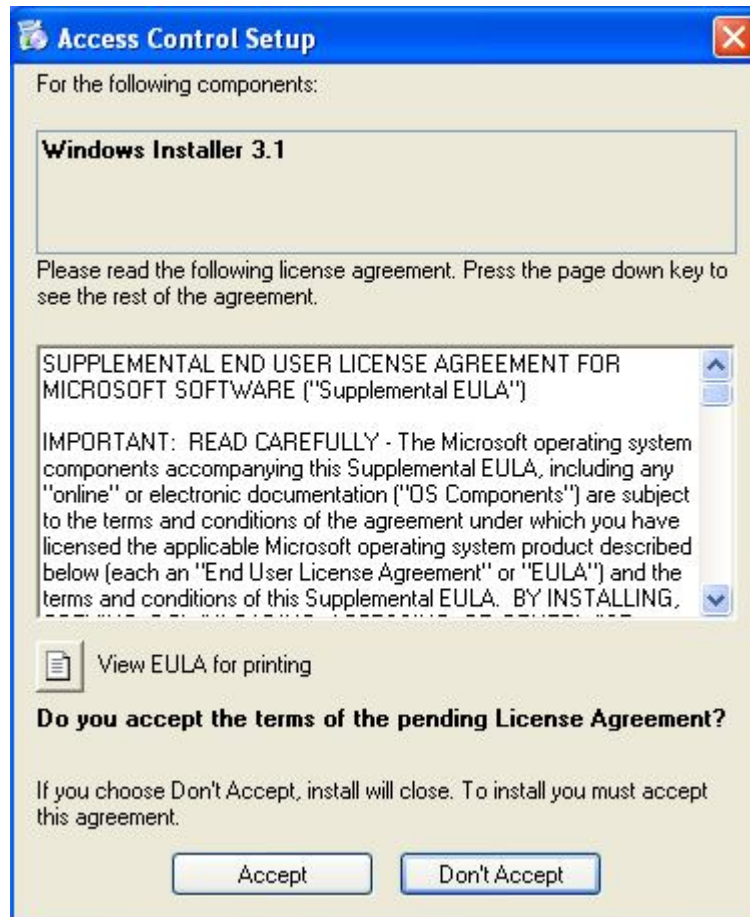 Access Control Setup
For the following components:
Windows Installer 3.1
Please read the following license agreement. Press the page down key to
see the rest of the agreement.
SUPPLEMENTAL END USER LICENSE AGREEMENT FOR
MICROSOFT SOFTWARE ("Supplemental EULA")
IMPORTANT:  READ CAREFULLY - The Microsoft operating system
components accompanying this Supplemental EULA, including any
"online" or electronic documentation ("OS Components") are subject
to the terms and conditions of the agreement under which you have
licensed the applicable Microsoft operating system product described
below (each an "End User License Agreement" or "EULA") and the
terms and conditions of this Supplemental EULA.  BY INSTALLING,
View EULA for printing
Do you accept the terms of the pending License Agreement?
If you choose Don't Accept, install will close. To install you must accept
this agreement.
Accept
Don't Accept